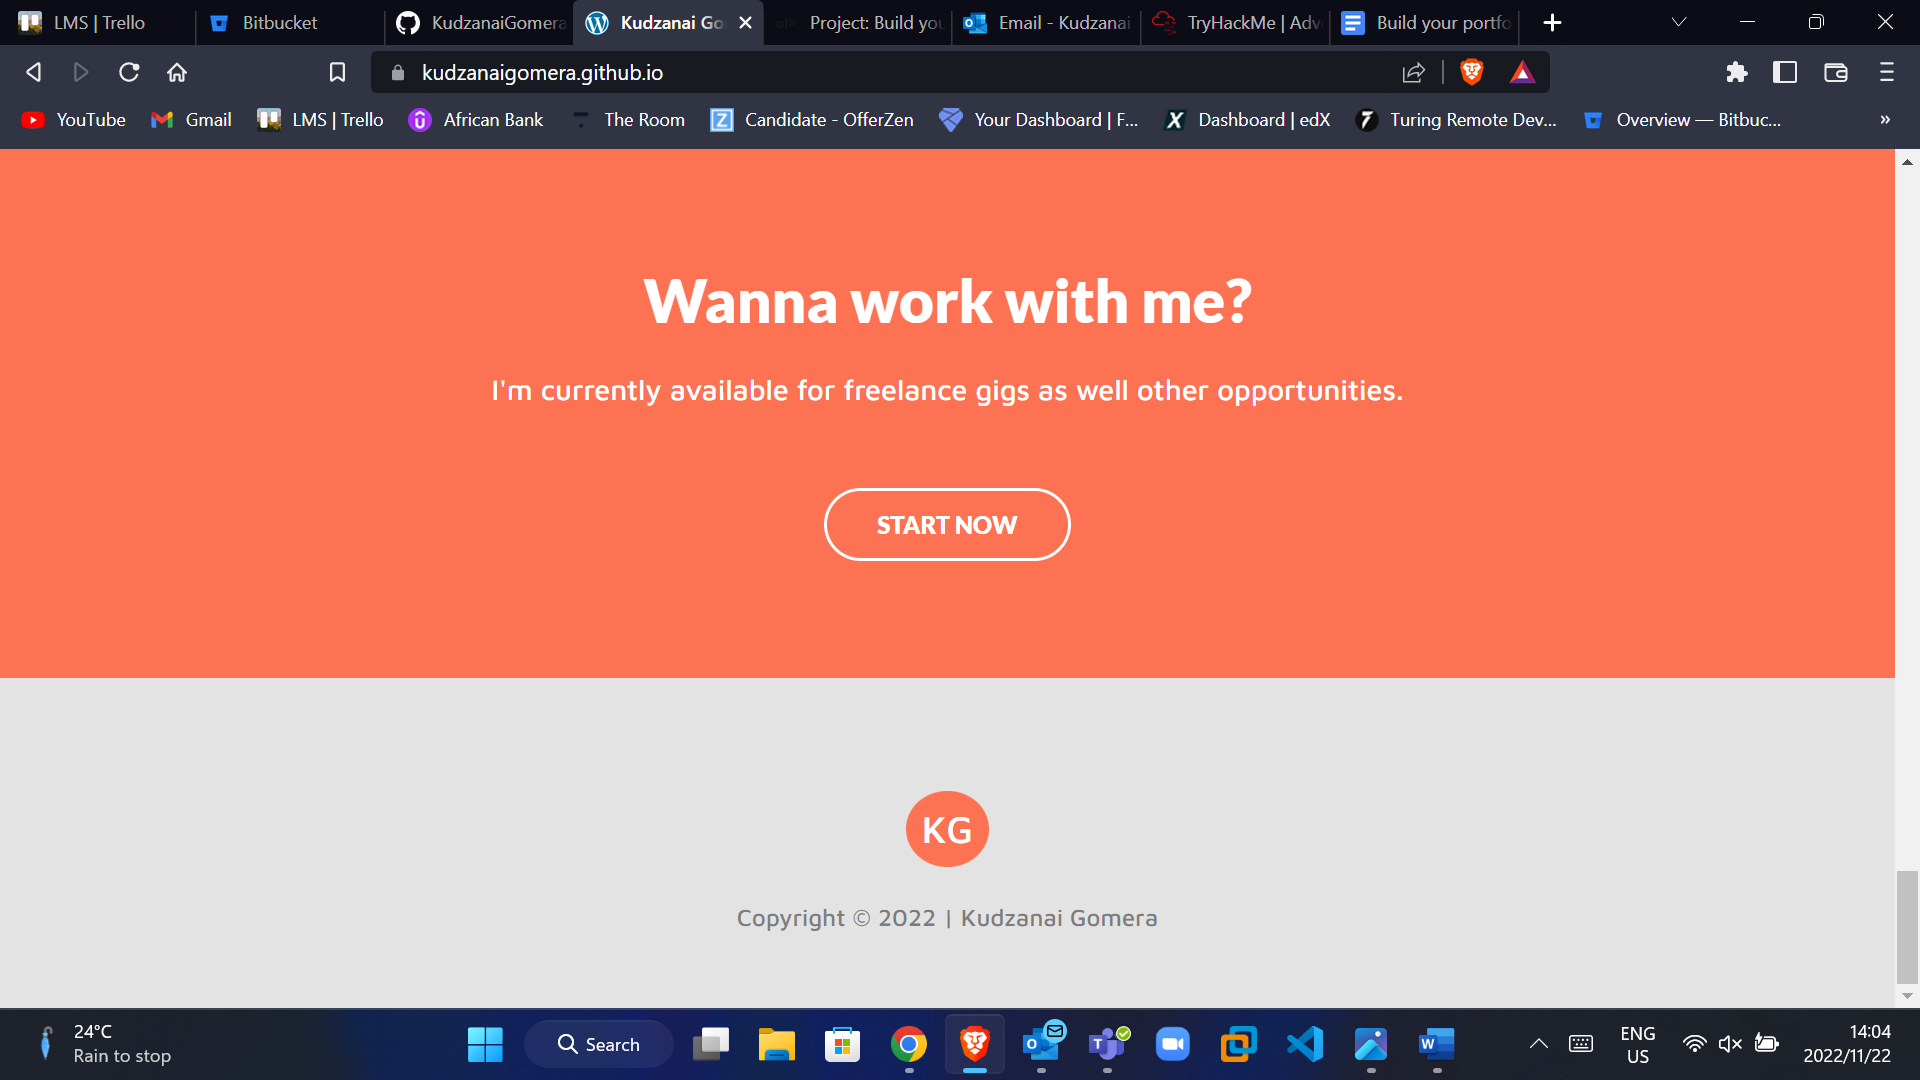 LMS | Trello
Bitbucket
KudzanaiGomera
Kudzanai Go
Project: Build you
Email - Kudzanai
TryHackMe | Adv
Build your portfo
kudzanaigomera.github.io
YouTube
Gmail
LMS | Trello
African Bank
The Room
Candidate - OfferZen
Your Dashboard | F...
Dashboard | edX
Turing Remote Dev...
Overview — Bitbuc...
»
Wanna work with me?
I'm currently available for freelance gigs as well other opportunities.
START NOW
KG
Copyright © 2022 | Kudzanai Gomera
24°C
Rain to stop
Search
ENG
US
14:04
2022/11/22